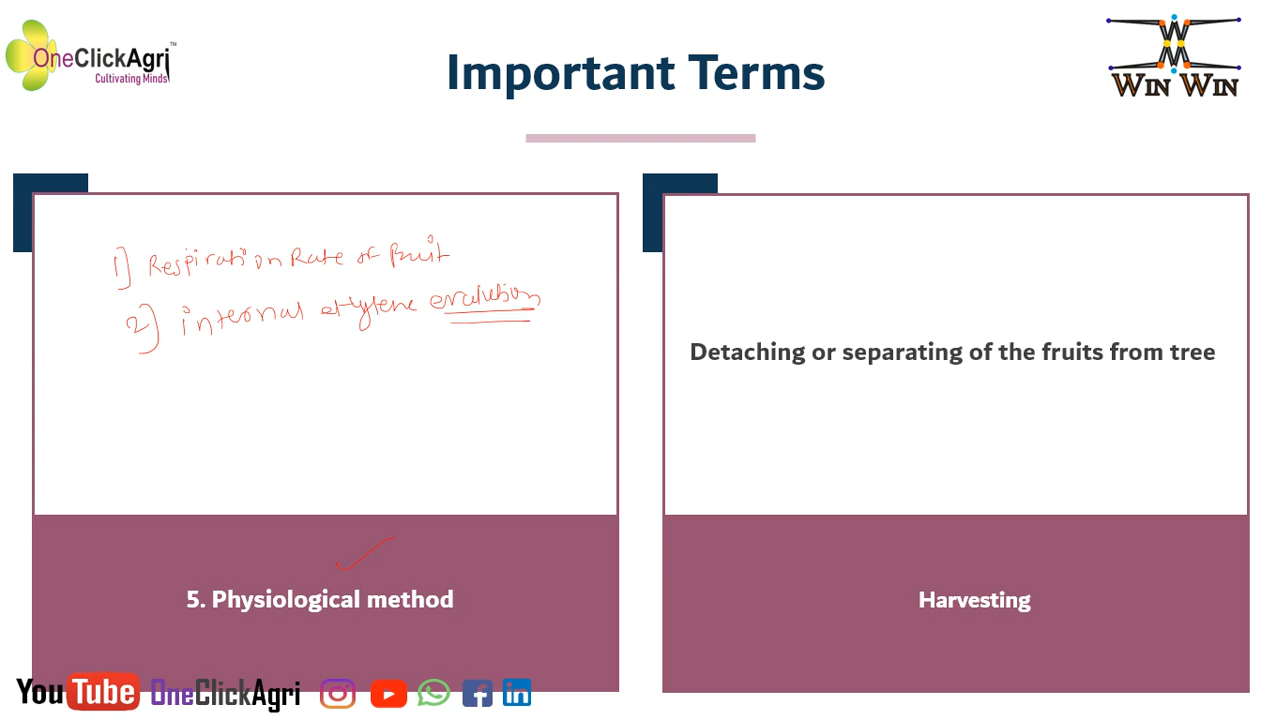 OneClickAgri™
Cultivating Minds
Important Terms
WIN WIN
1) Respiration Rate of fruit
2) internal ethylene evalution
Detaching or separating of the fruits from tree
5. Physiological method
Harvesting
YouTube OneClickAgri